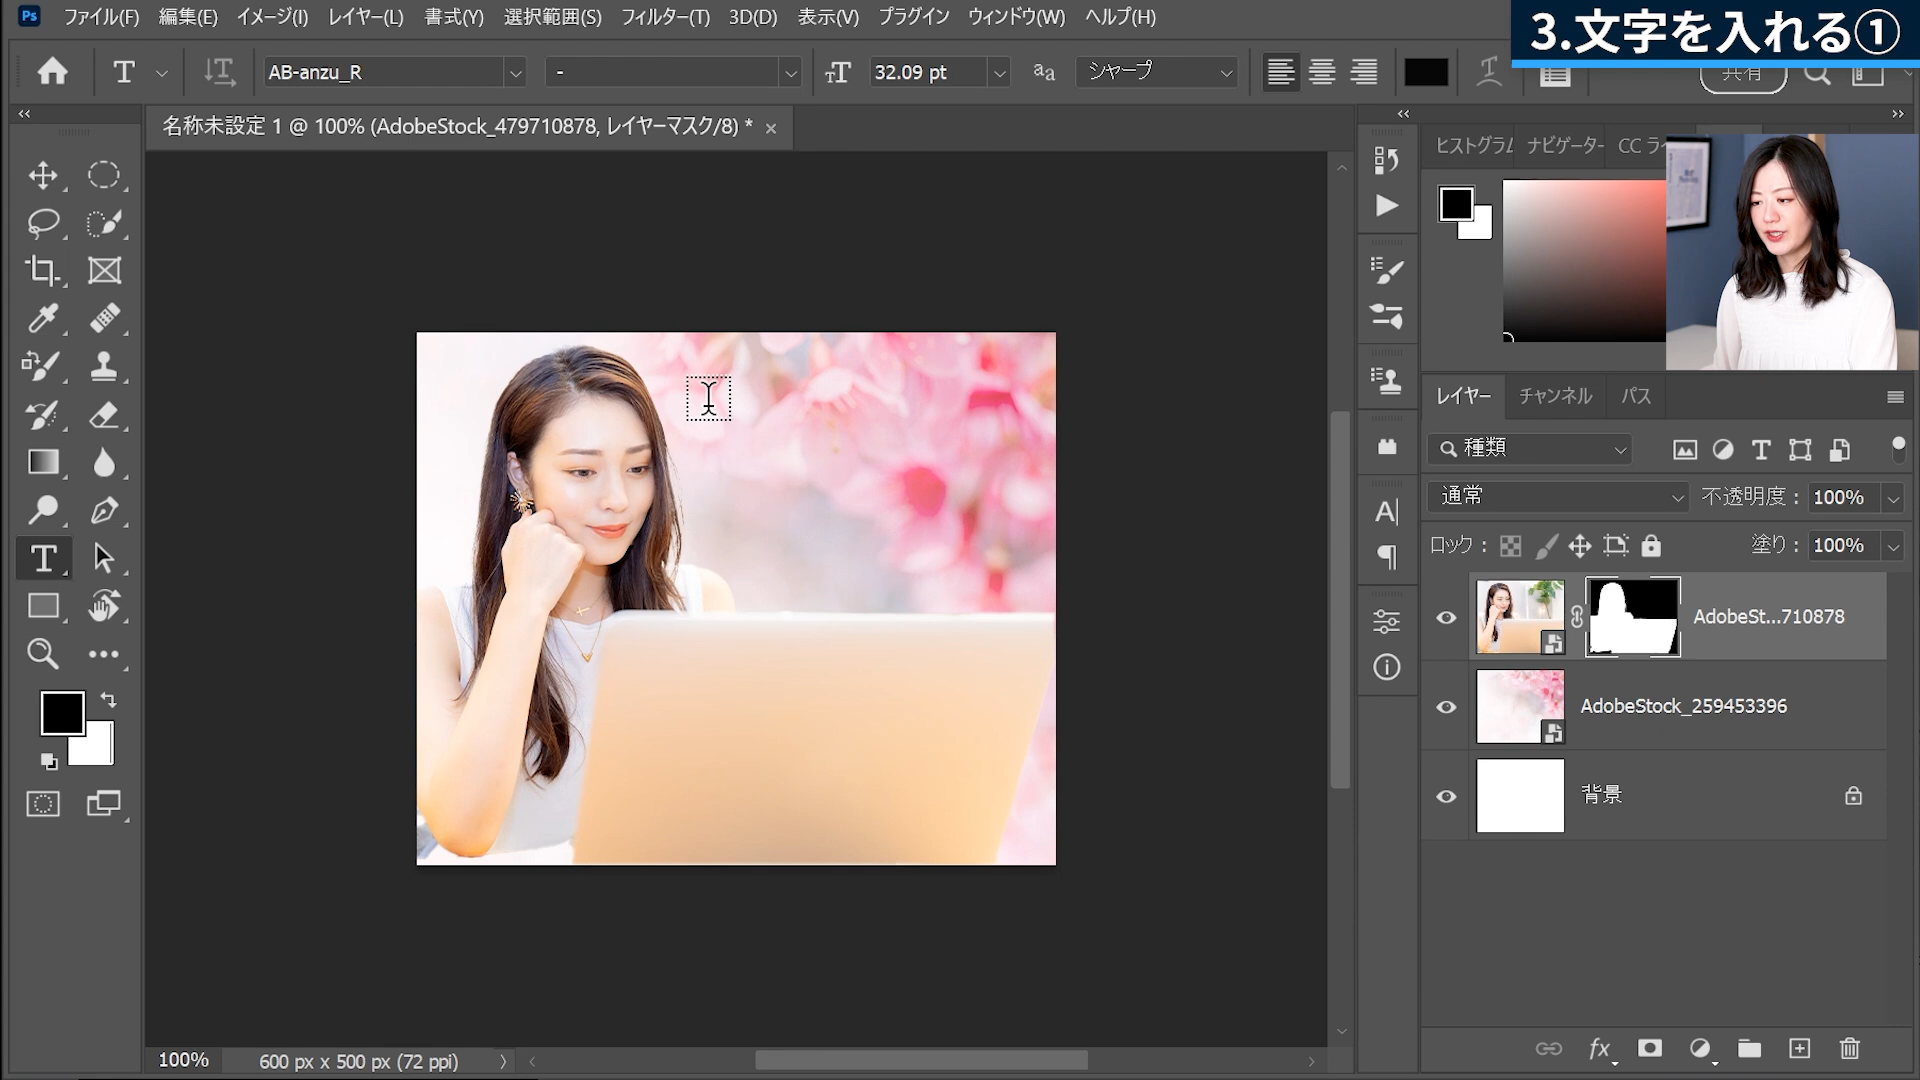 Ps ファイル(F) 編集(E) イメージ(I) レイヤー(L) 書式(Y) 選択範囲(S) フィルター(T) 3D(D) 表示(V) プラグイン ウィンドウ(W) ヘルプ(H)
3.文字を入れる①
AB-anzu_R
-
32.09 pt
シャープ
共有
名称未設定 1 @ 100% (AdobeStock_479710878, レイヤーマスク/8) *
ヒストグラム ナビゲーター CC ラ
レイヤー チャンネル パス
種類
通常 不透明度： 100%
ロック： 塗り： 100%
AdobeSt...710878
AdobeStock_259453396
背景
fx
100% 600 px x 500 px (72 ppi)